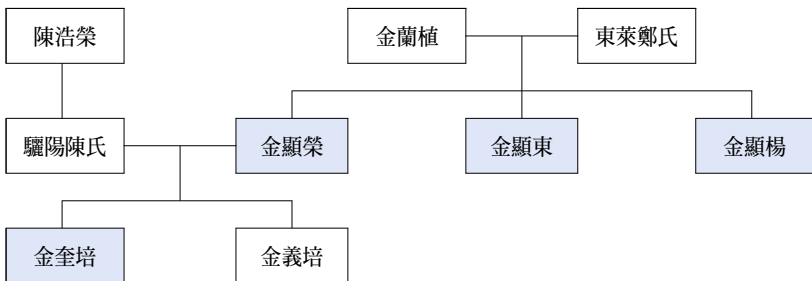 陳浩榮
金蘭植
東萊鄭氏
驪陽陳氏
金顯榮
金顯東
金顯楊
金奎培
金義培